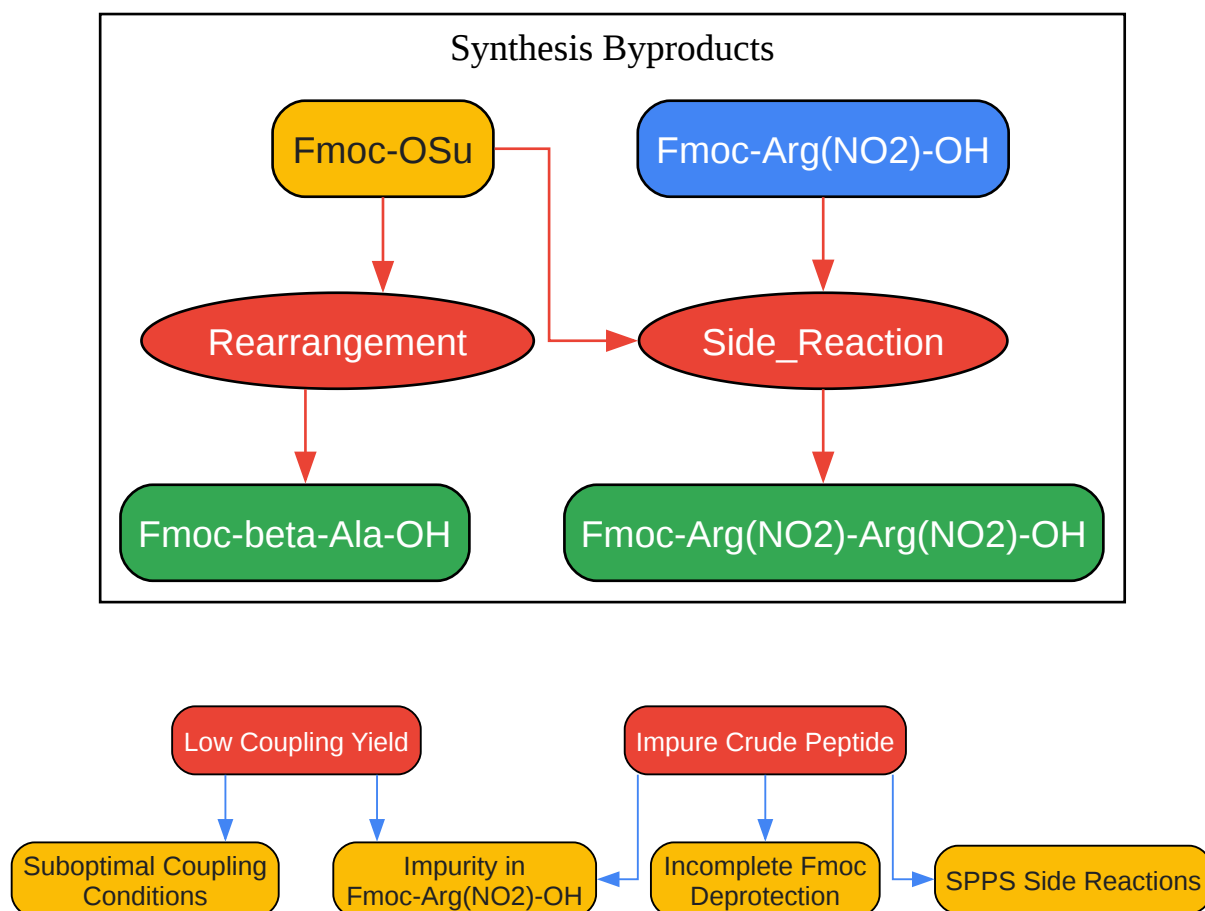 Synthesis Byproducts
Fmoc-OSu
Fmoc-Arg(NO2)-OH
Rearrangement
Side_Reaction
Fmoc-beta-Ala-OH
Fmoc-Arg(NO2)-Arg(NO2)-OH
Low Coupling Yield
Impure Crude Peptide
Suboptimal Coupling
Conditions
Impurity in
Fmoc-Arg(NO2)-OH
Incomplete Fmoc
Deprotection
SPPS Side Reactions